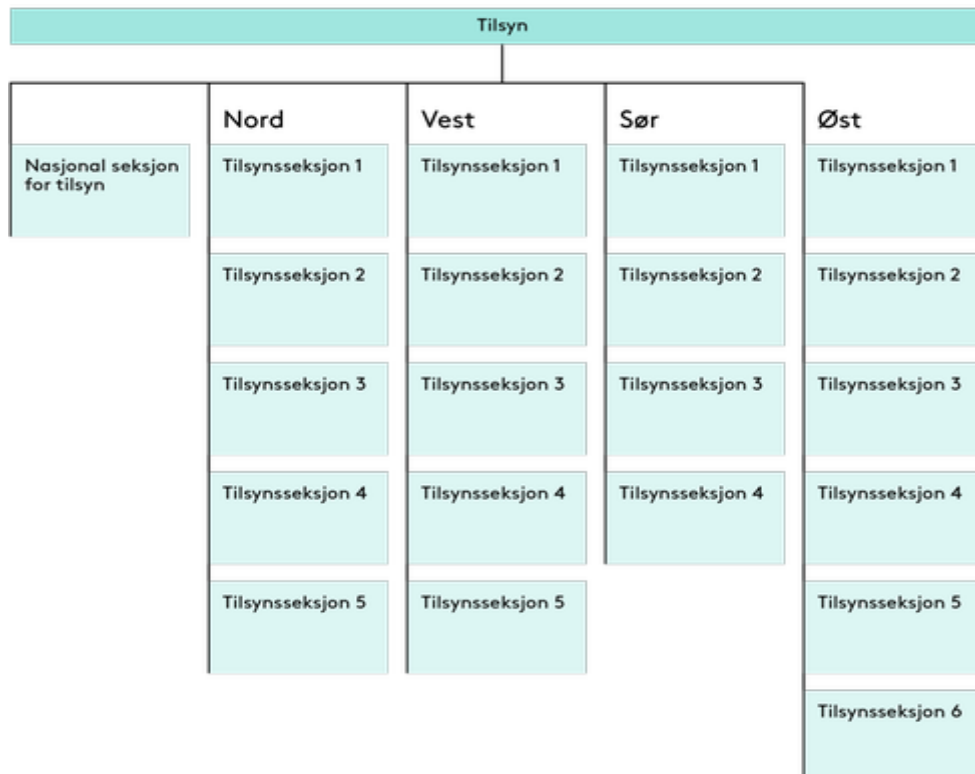 Tilsyn
Nasjonal seksjon
for tilsyn
Nord
Tilsynsseksjon 1
Tilsynsseksjon 2
Tilsynsseksjon 3
Tilsynsseksjon 4
Tilsynsseksjon 5
Vest
Tilsynsseksjon 1
Tilsynsseksjon 2
Tilsynsseksjon 3
Tilsynsseksjon 4
Tilsynsseksjon 5
Sør
Tilsynsseksjon 1
Tilsynsseksjon 2
Tilsynsseksjon 3
Tilsynsseksjon 4
Øst
Tilsynsseksjon 1
Tilsynsseksjon 2
Tilsynsseksjon 3
Tilsynsseksjon 4
Tilsynsseksjon 5
Tilsynsseksjon 6